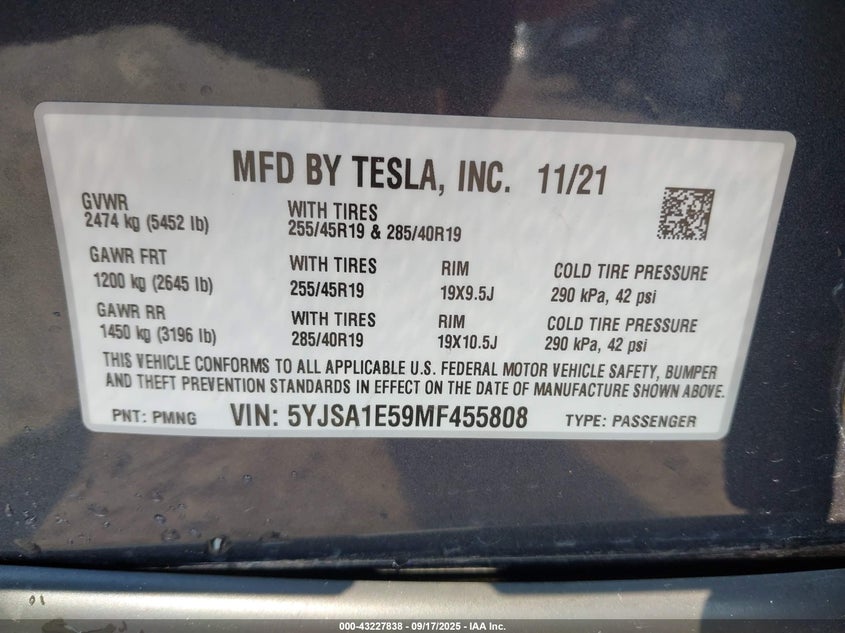 MFD BY TESLA, INC. 11/21
GVWR
2474 kg (5452 lb)
WITH TIRES
255/45R19 & 285/40R19
GAWR FRT
1200 kg (2645 lb)
WITH TIRES
255/45R19
RIM
19X9.5J
COLD TIRE PRESSURE
290 kPa, 42 psi
GAWR RR
1450 kg (3196 lb)
WITH TIRES
285/40R19
RIM
19X10.5J
COLD TIRE PRESSURE
290 kPa, 42 psi
THIS VEHICLE CONFORMS TO ALL APPLICABLE U.S. FEDERAL MOTOR VEHICLE SAFETY, BUMPER
AND THEFT PREVENTION STANDARDS IN EFFECT ON THE DATE OF MANUFACTURE SHOWN ABOVE.
PNT: PMNG VIN: 5YJSA1E59MF455808 TYPE: PASSENGER
000-43227838 - 09/17/2025 - IAA Inc.